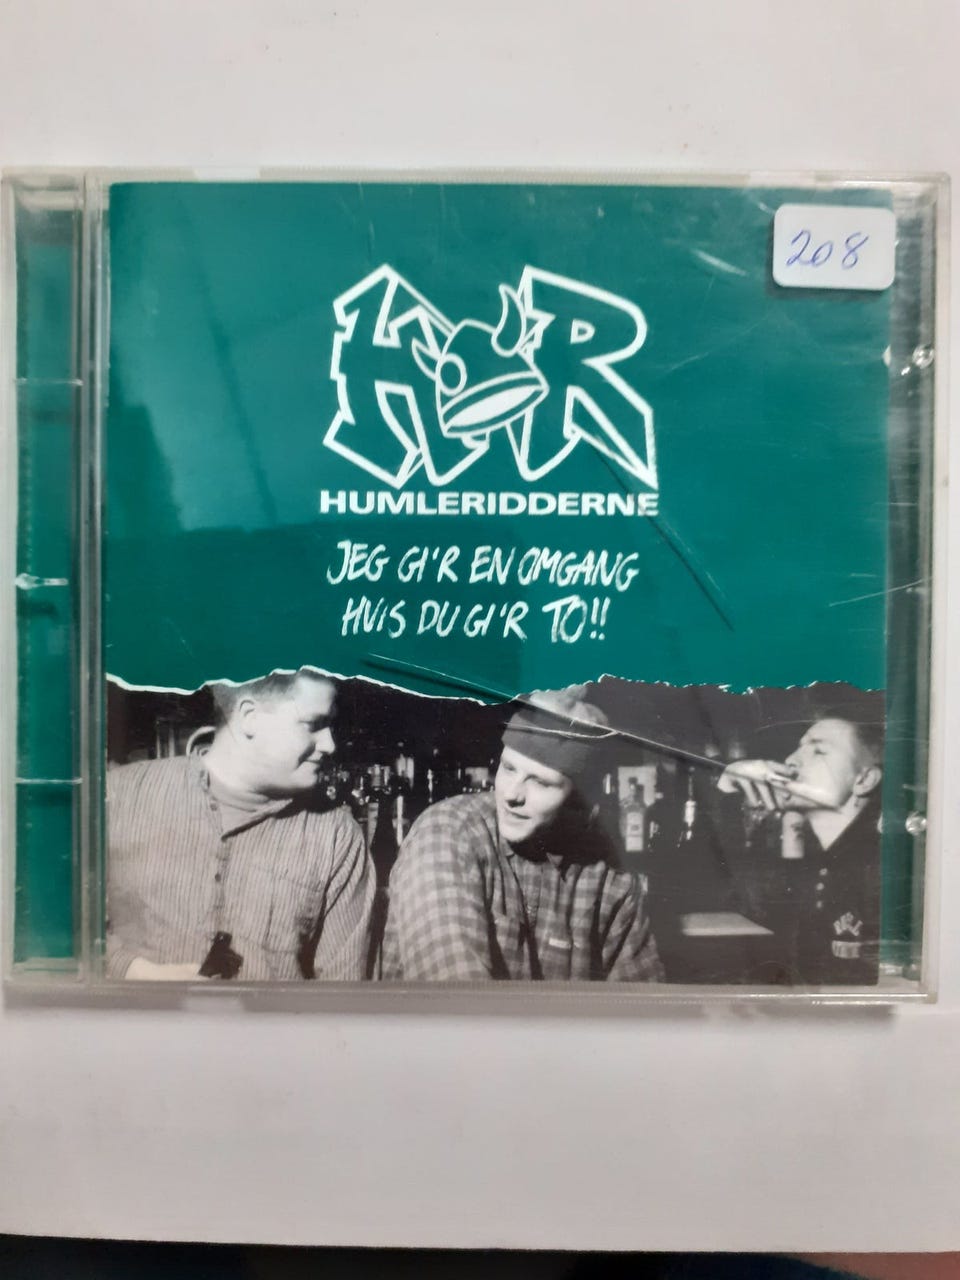 208
HR
HUMLERIDDERNE
JEG GI'R EN OMGANG
HVIS DU GI'R TO!!